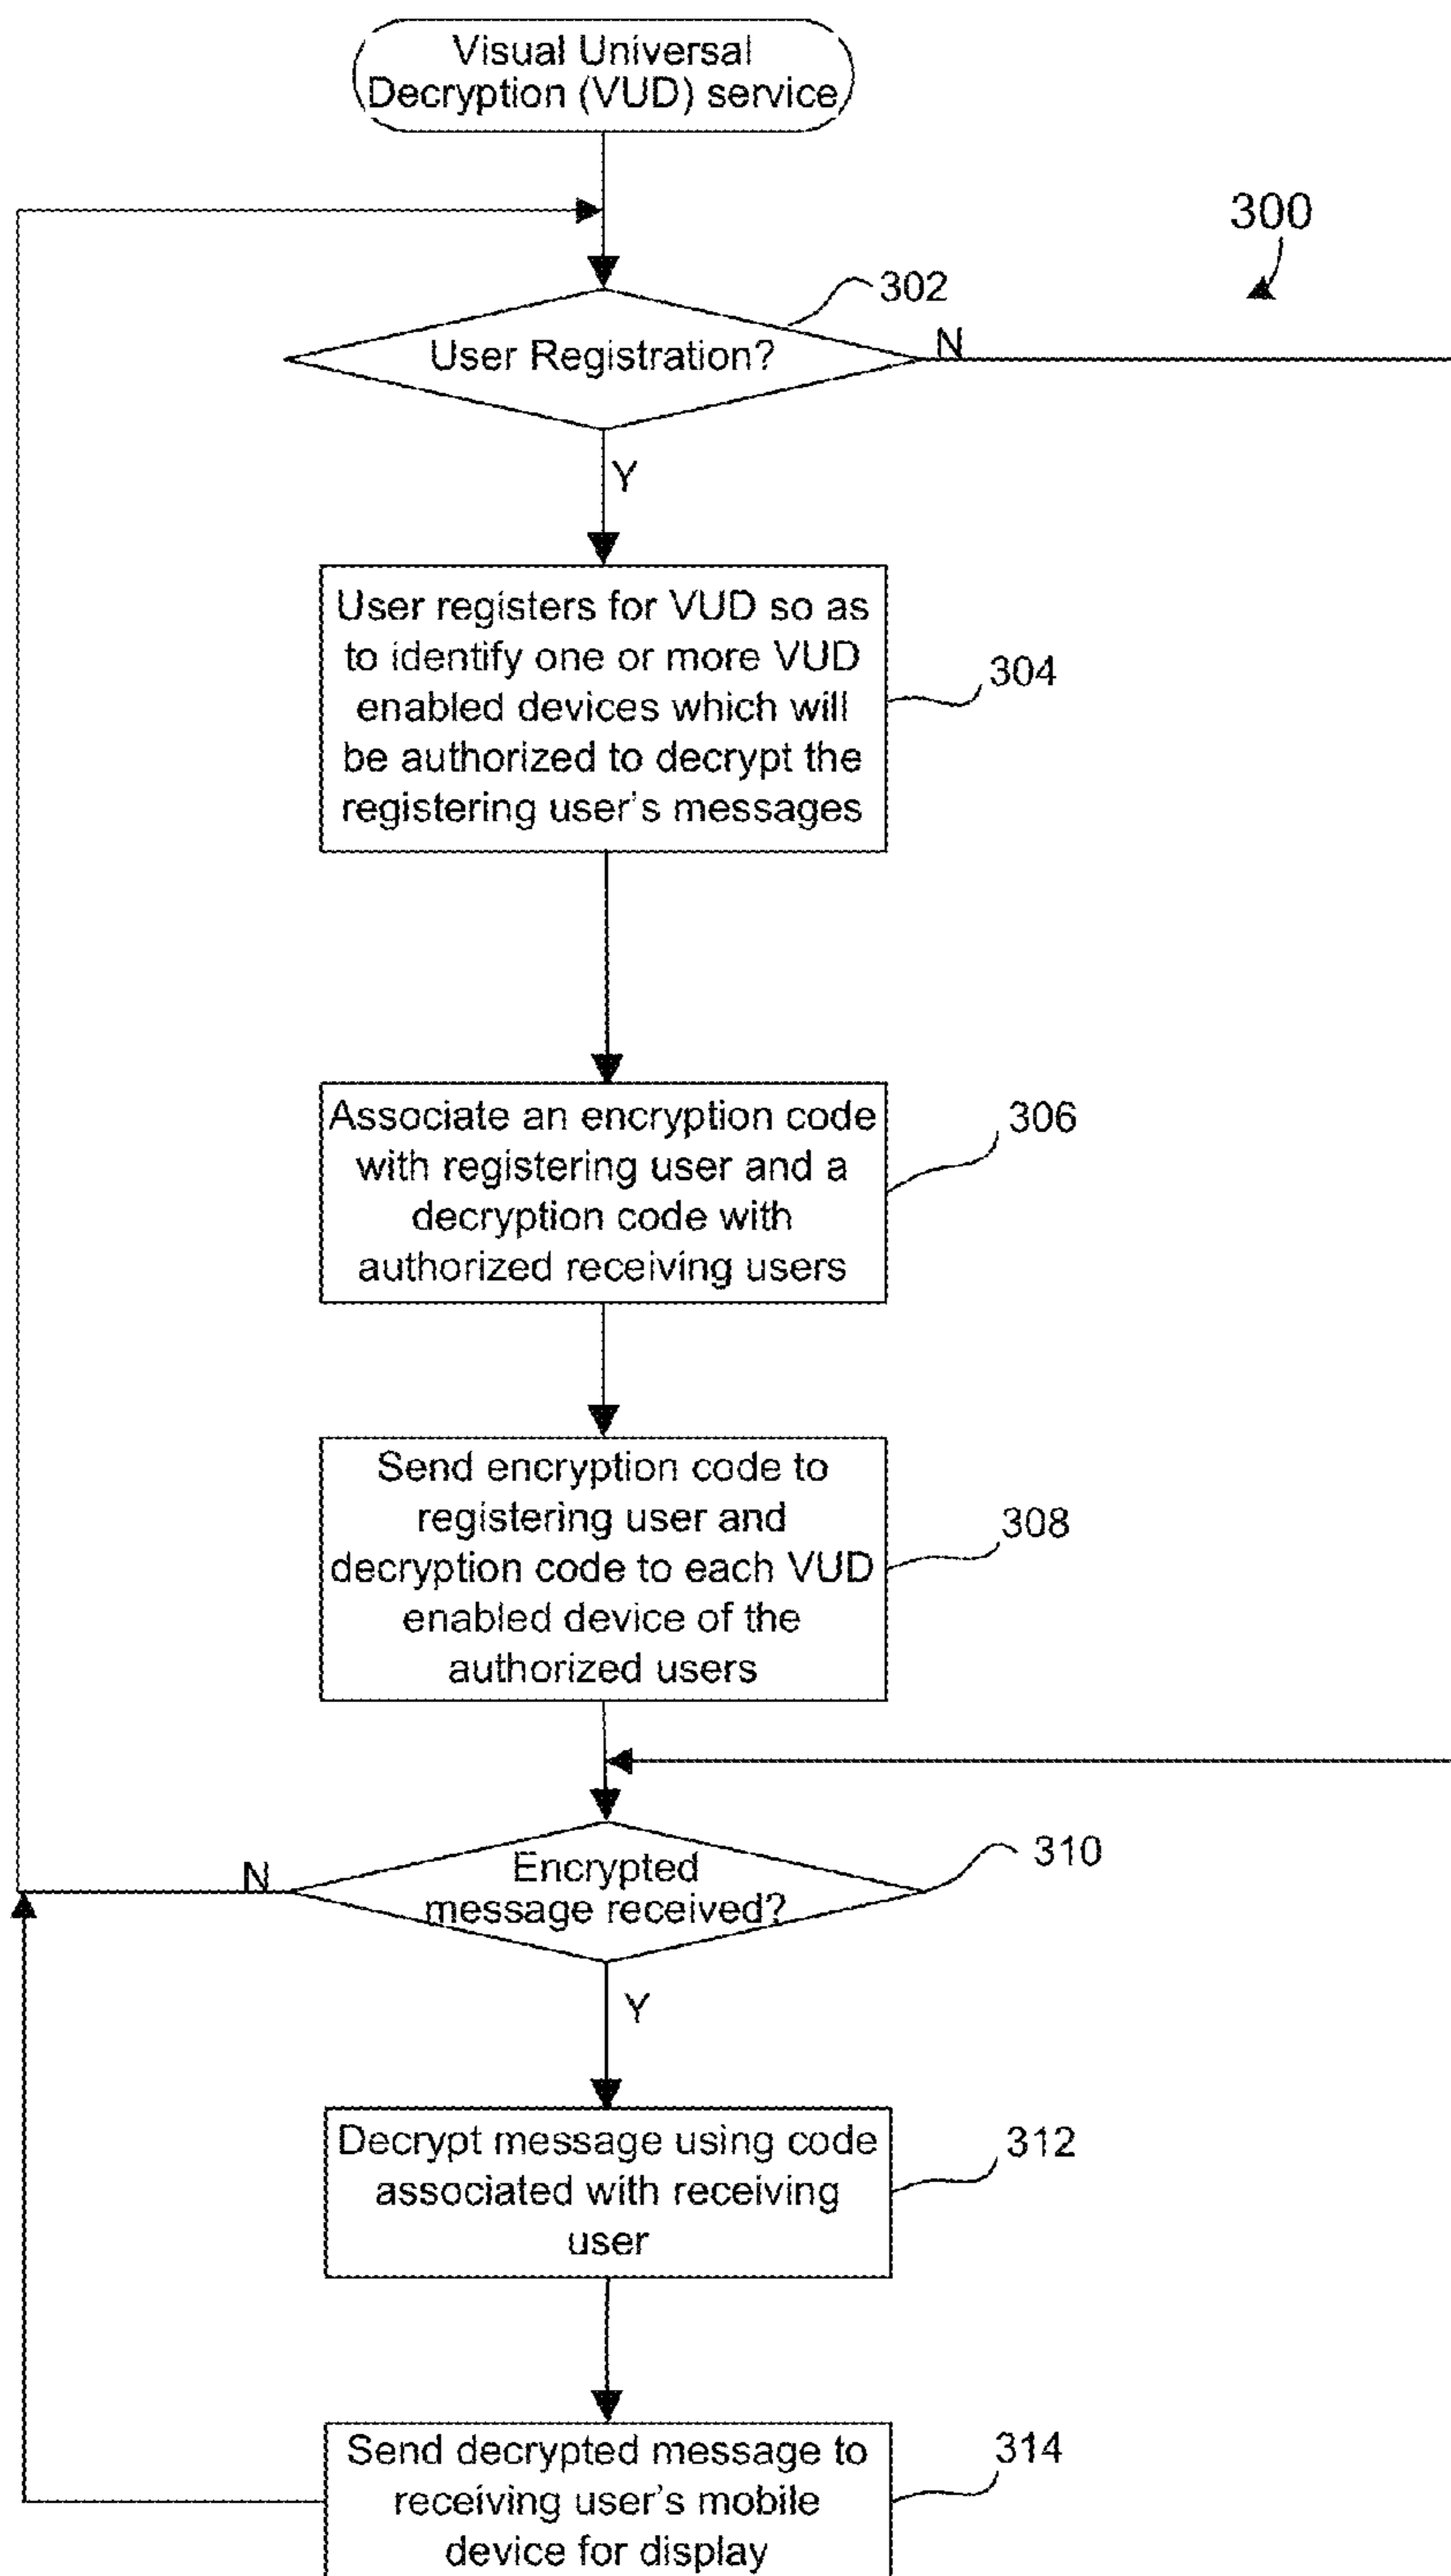 Visual Universal
Decryption (VUD) service
300
302
User Registration?
N
Y
User registers for VUD so as
to identify one or more VUD
enabled devices which will
be authorized to decrypt the
registering user's messages
304
Associate an encryption code
with registering user and a
decryption code with
authorized receiving users
306
Send encryption code to
registering user and
decryption code to each VUD
enabled device of the
authorized users
308
N
Encrypted
message received?
310
Y
Decrypt message using code
associated with receiving
user
312
Send decrypted message to
receiving user's mobile
device for display
314